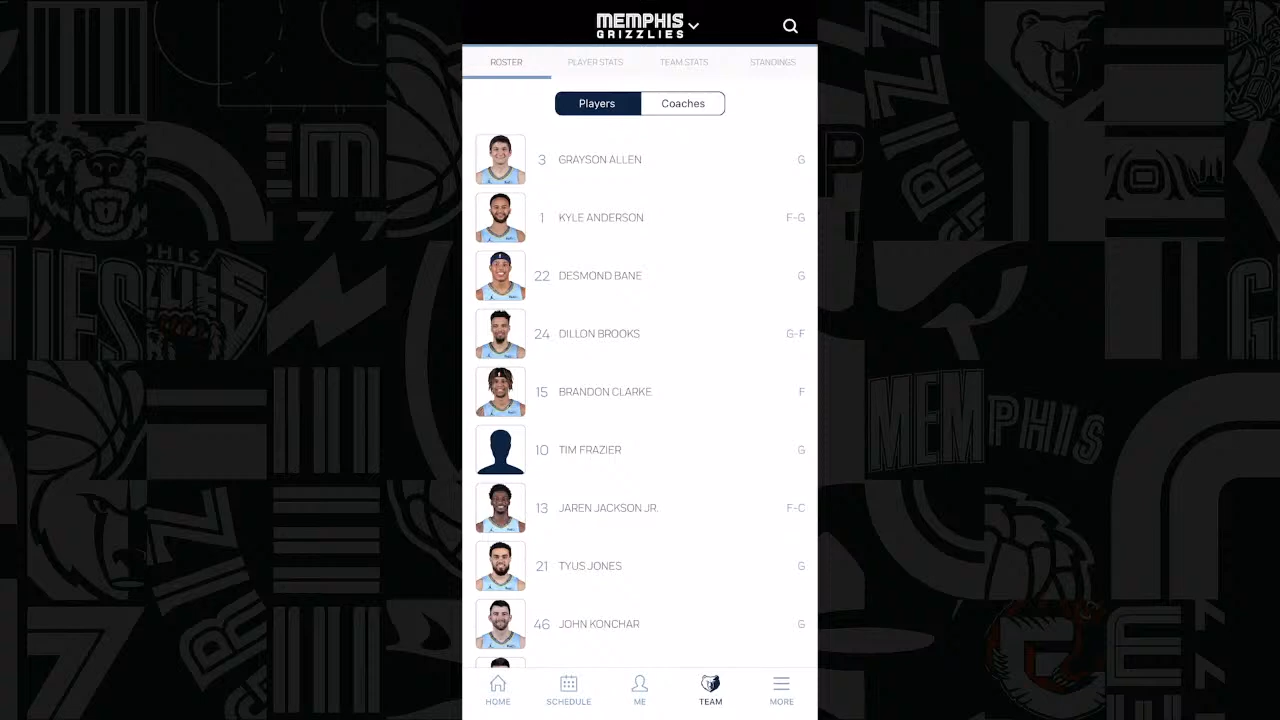 MEMPHIS
GRIZZLIES
ROSTER PLAYER STATS TEAM STATS STANDINGS
Players Coaches
3 GRAYSON ALLEN G
1 KYLE ANDERSON F-G
22 DESMOND BANE G
24 DILLON BROOKS G-F
15 BRANDON CLARKE F
10 TIM FRAZIER G
13 JAREN JACKSON JR. F-C
21 TYUS JONES G
46 JOHN KONCHAR G
HOME SCHEDULE ME TEAM MORE
MEMPHIS